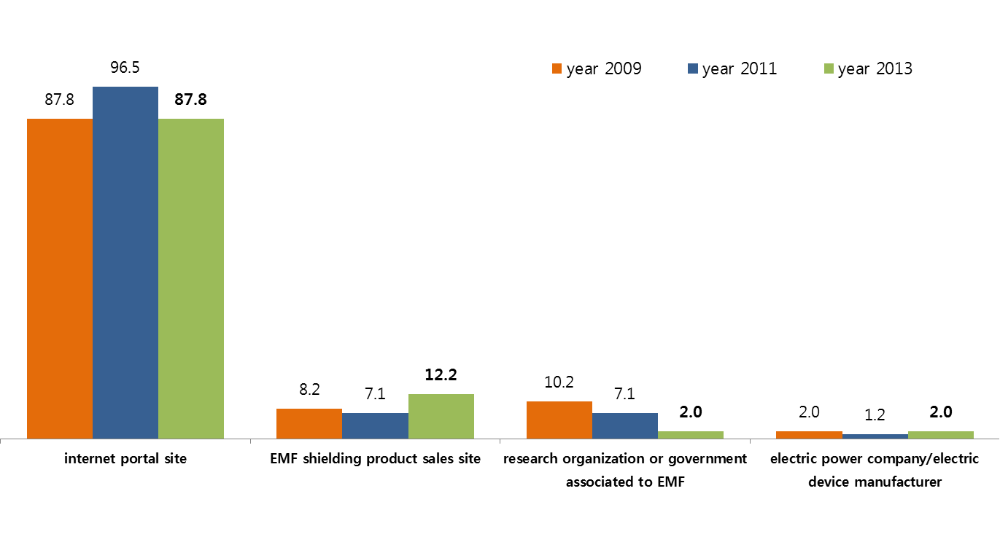 year 2009 year 2011 year 2013
96.5
87.8 87.8
12.2
8.2 7.1
10.2 7.1 2.0
2.0 1.2 2.0
internet portal site
EMF shielding product sales site
research organization or government
associated to EMF
electric power company/electric
device manufacturer